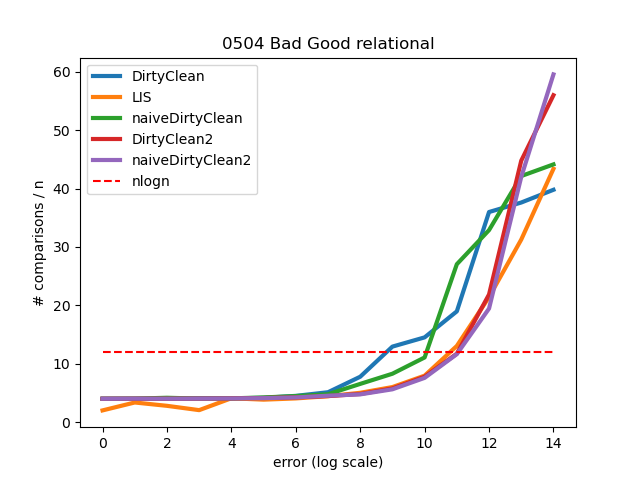 0504 Bad Good relational
DirtyClean
LIS
naiveDirtyClean
DirtyClean2
naiveDirtyClean2
nlogn
# comparisons / n
60
50
40
30
20
10
0
0 2 4 6 8 10 12 14
error (log scale)